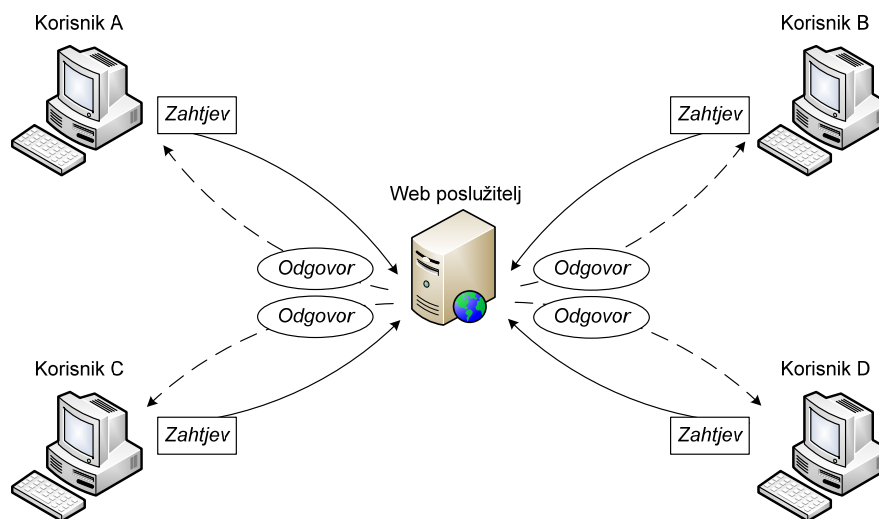 Korisnik A
Korisnik B
Zahtjev
Zahtjev
Web poslužitelj
Odgovor
Odgovor
Odgovor
Odgovor
Korisnik C
Korisnik D
Zahtjev
Zahtjev